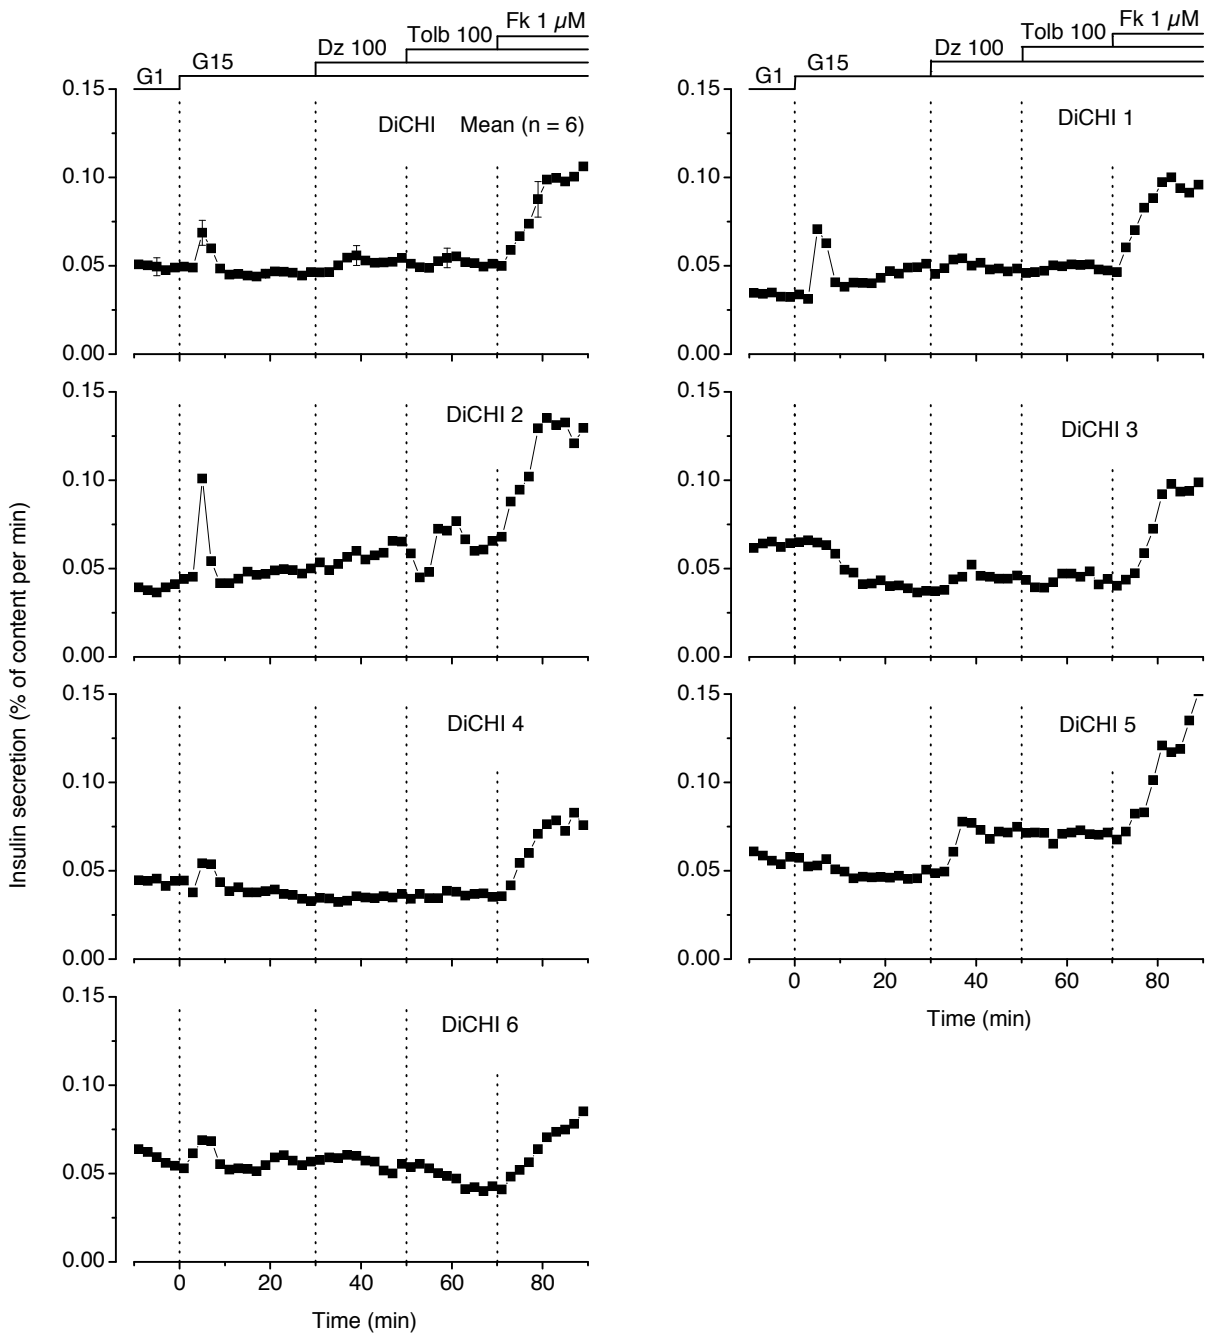 Fk 1 µM
Tolb 100
Dz 100
G15
G1
0.15
0.10
0.05
0.00
DiCHI Mean (n = 6)
Fk 1 µM
Tolb 100
Dz 100
G15
G1
0.15
0.10
0.05
0.00
DiCHI 1
0.15
0.10
0.05
0.00
DiCHI 2
0.15
0.10
0.05
0.00
DiCHI 3
Insulin secretion (% of content per min)
0.15
0.10
0.05
0.00
DiCHI 4
0.15
0.10
0.05
0.00
DiCHI 5
0 20 40 60 80
Time (min)
0.15
0.10
0.05
0.00
DiCHI 6
0 20 40 60 80
Time (min)